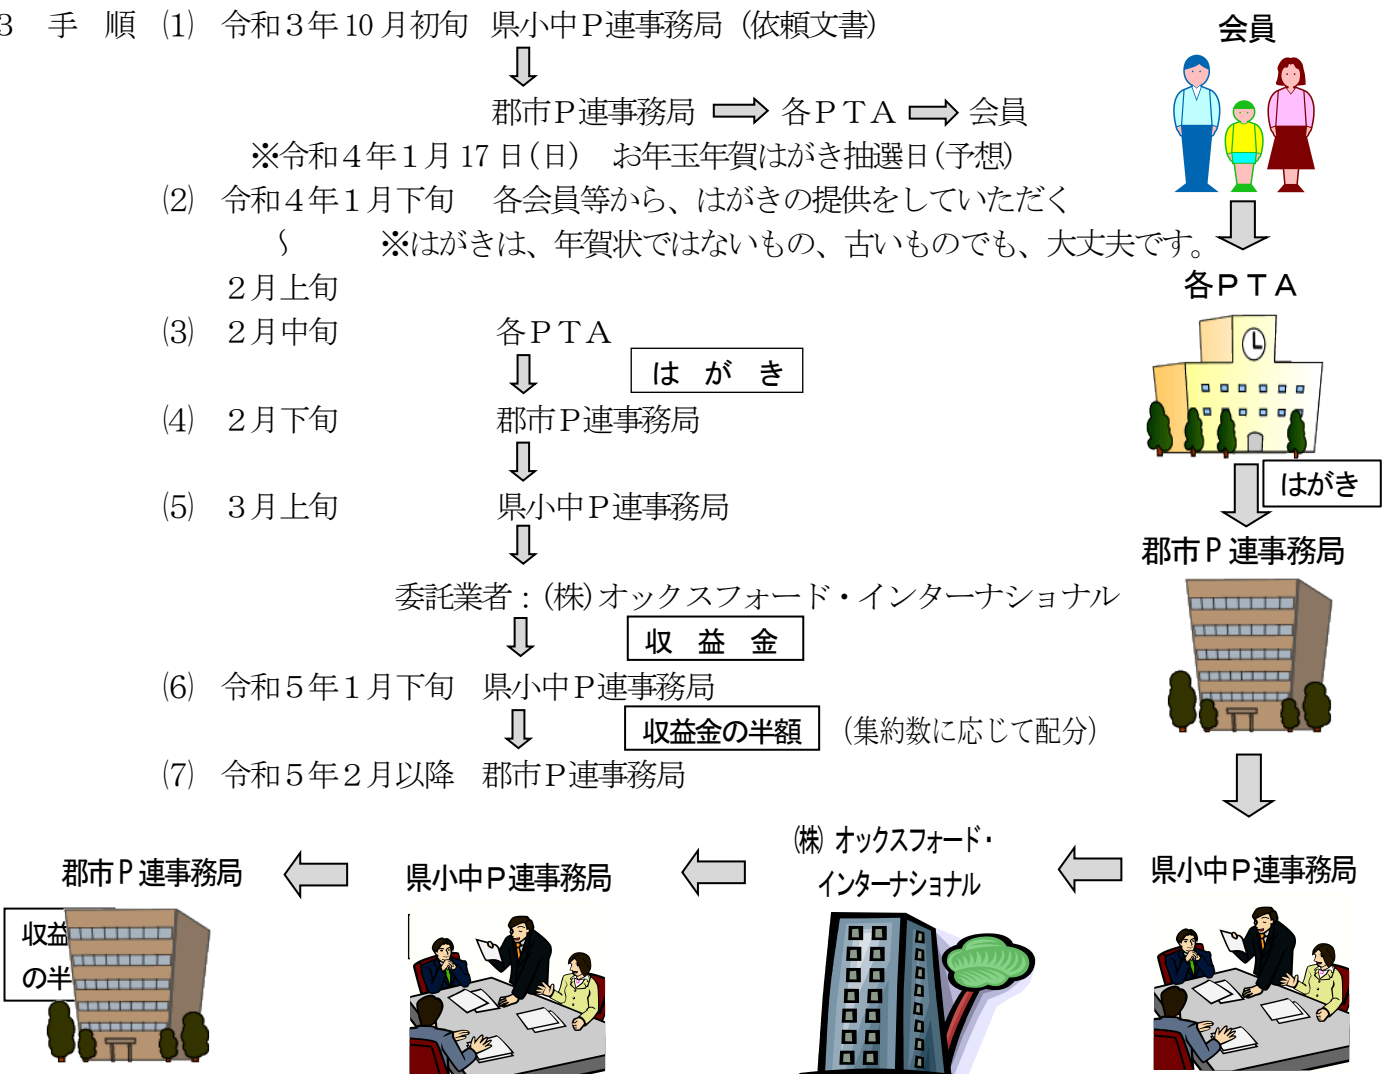 3 手 順 ⑴ 令和３年10月初旬 県小中Ｐ連事務局（依頼文書）
郡市Ｐ連事務局 各ＰＴＡ 会員
※令和４年１月17日(日) お年玉年賀はがき抽選日(予想)
⑵ 令和４年１月下旬 各会員等から、はがきの提供をしていただく
～ ※はがきは、年賀状ではないもの、古いものでも、大丈夫です。
２月上旬
⑶ ２月中旬 各ＰＴＡ
は が き
⑷ ２月下旬 郡市Ｐ連事務局
⑸ ３月上旬 県小中Ｐ連事務局
委託業者：(株)オックスフォード・インターナショナル
収 益 金
⑹ 令和５年１月下旬 県小中Ｐ連事務局
収益金の半額 （集約数に応じて配分）
⑺ 令和５年２月以降 郡市Ｐ連事務局
会員
各ＰＴＡ
はがき
郡市Ｐ連事務局
県小中Ｐ連事務局
㈱ オックスフォード・
インターナショナル
県小中Ｐ連事務局
郡市Ｐ連事務局
収益
の半